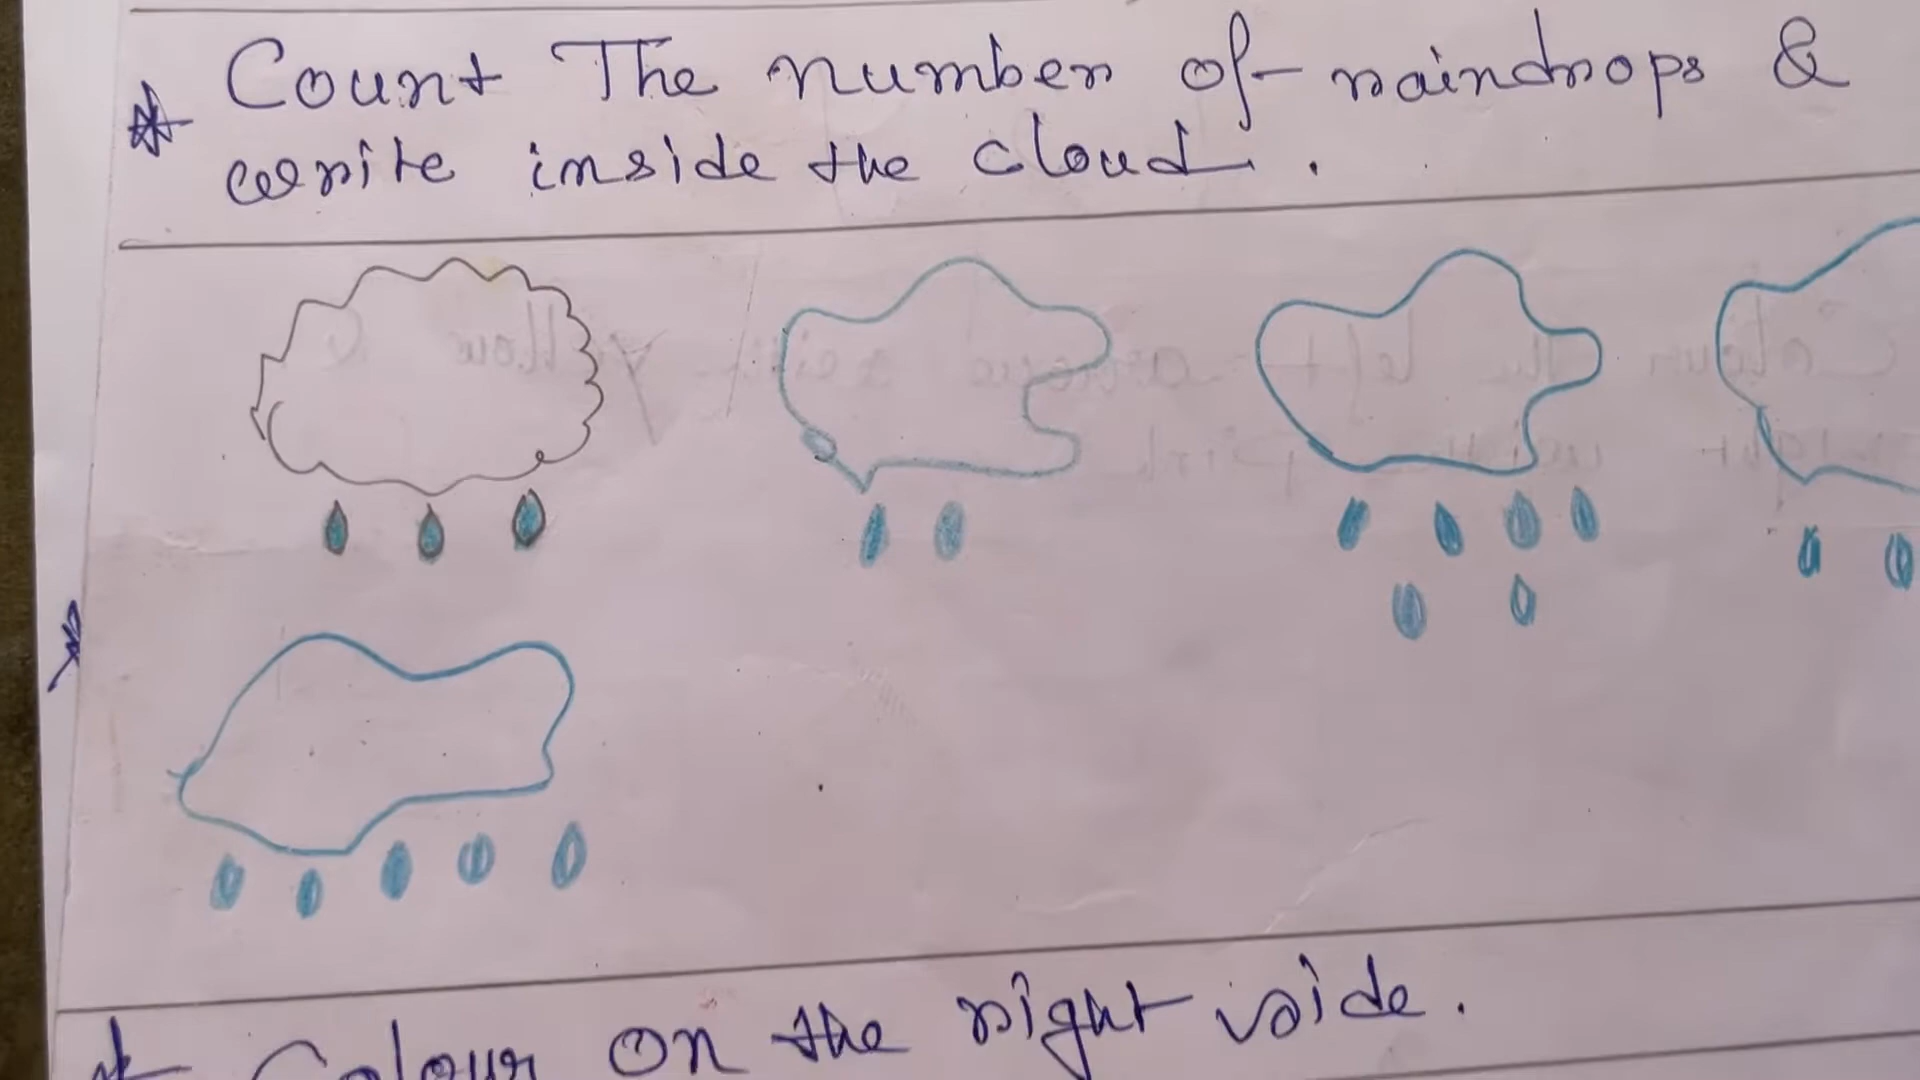 Count The number of raindrops &
write inside the cloud.
Colour on the right side.